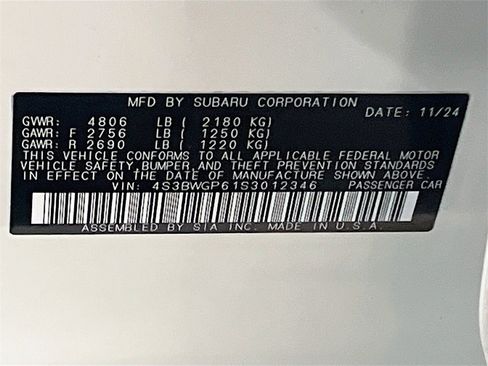 MFD BY SUBARU CORPORATION DATE: 11/24
GVWR: 4806 LB ( 2180 KG)
GAWR: F 2756 LB ( 1250 KG)
GAWR: R 2690 LB ( 1220 KG)
THIS VEHICLE CONFORMS TO ALL APPLICABLE FEDERAL MOTOR
VEHICLE SAFETY,BUMPER,AND THEFT PREVENTION STANDARDS
IN EFFECT ON THE DATE OF MANUFACTURE SHOWN ABOVE.
VIN: 4S3BWGP61S3012346 PASSENGER CAR
ASSEMBLED BY SIA INC. MADE IN U.S.A.